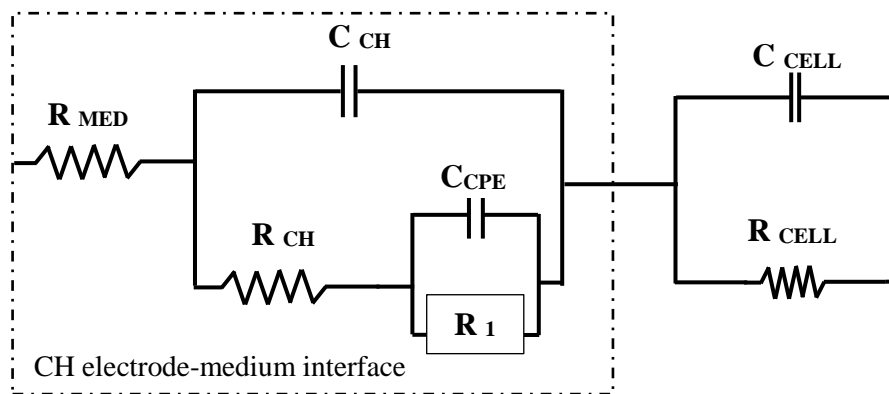 C CH
C CELL
R MED
C CPE
R CH
R CELL
R 1
CH electrode-medium interface